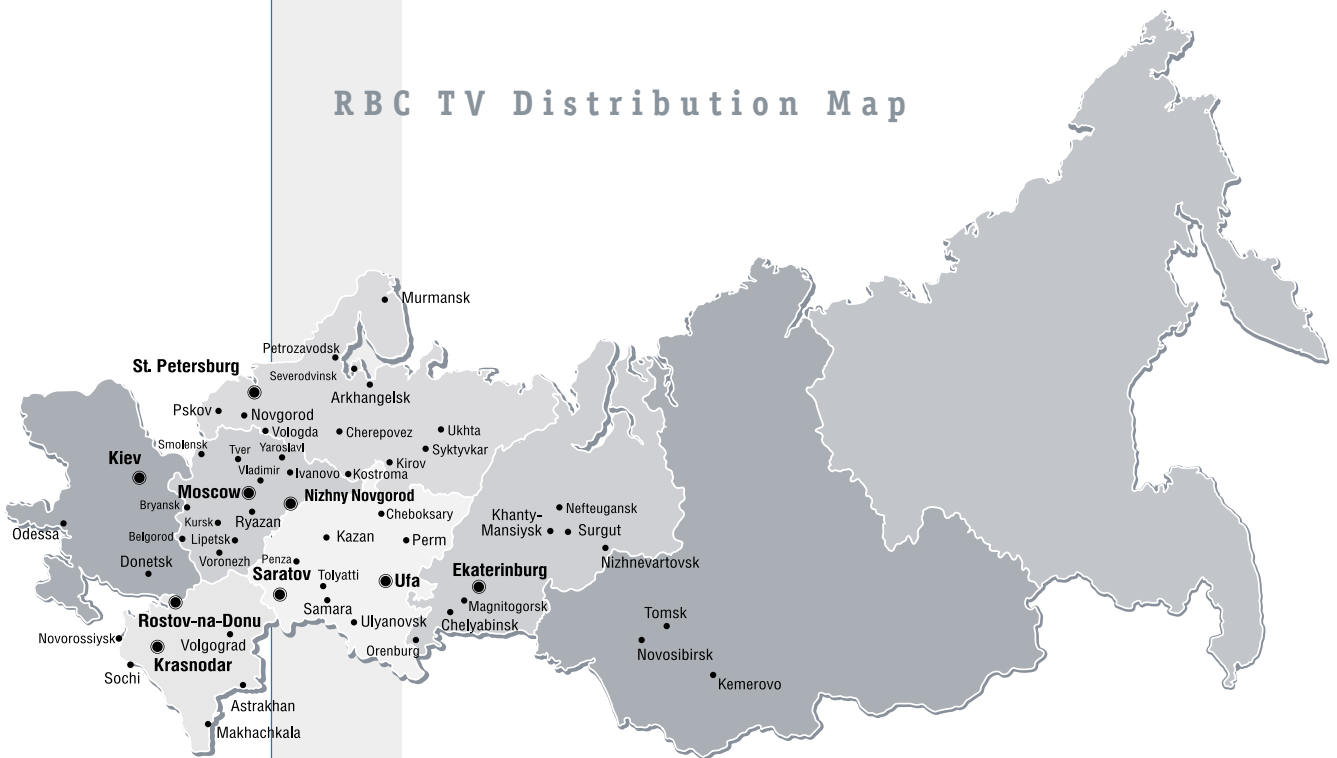 RBC TV Distribution Map
Murmansk
Petrozavodsk
St. Petersburg
Severodvinsk
Arkhangelsk
Pskov
Novgorod
Vologda
Cherepovez
Ukhta
Smolensk
Tver
Yaroslavl
Syktyvkar
Kiev
Vladimir
Ivanovo
Kostroma
Kirov
Moscow
Nizhny Novgorod
Bryansk
Cheboksary
Khanty-
Mansiysk
Nefteugansk
Kursk
Ryazan
Surgut
Odessa
Belgorod
Lipetsk
Kazan
Perm
Voronezh
Penza
Nizhnevartovsk
Donetsk
Saratov
Tolyatti
Ufa
Ekaterinburg
Samara
Magnitogorsk
Rostov-na-Donu
Ulyanovsk
Chelyabinsk
Tomsk
Novorossiysk
Volgograd
Orenburg
Novosibirsk
Krasnodar
Sochi
Kemerovo
Astrakhan
Makhachkala